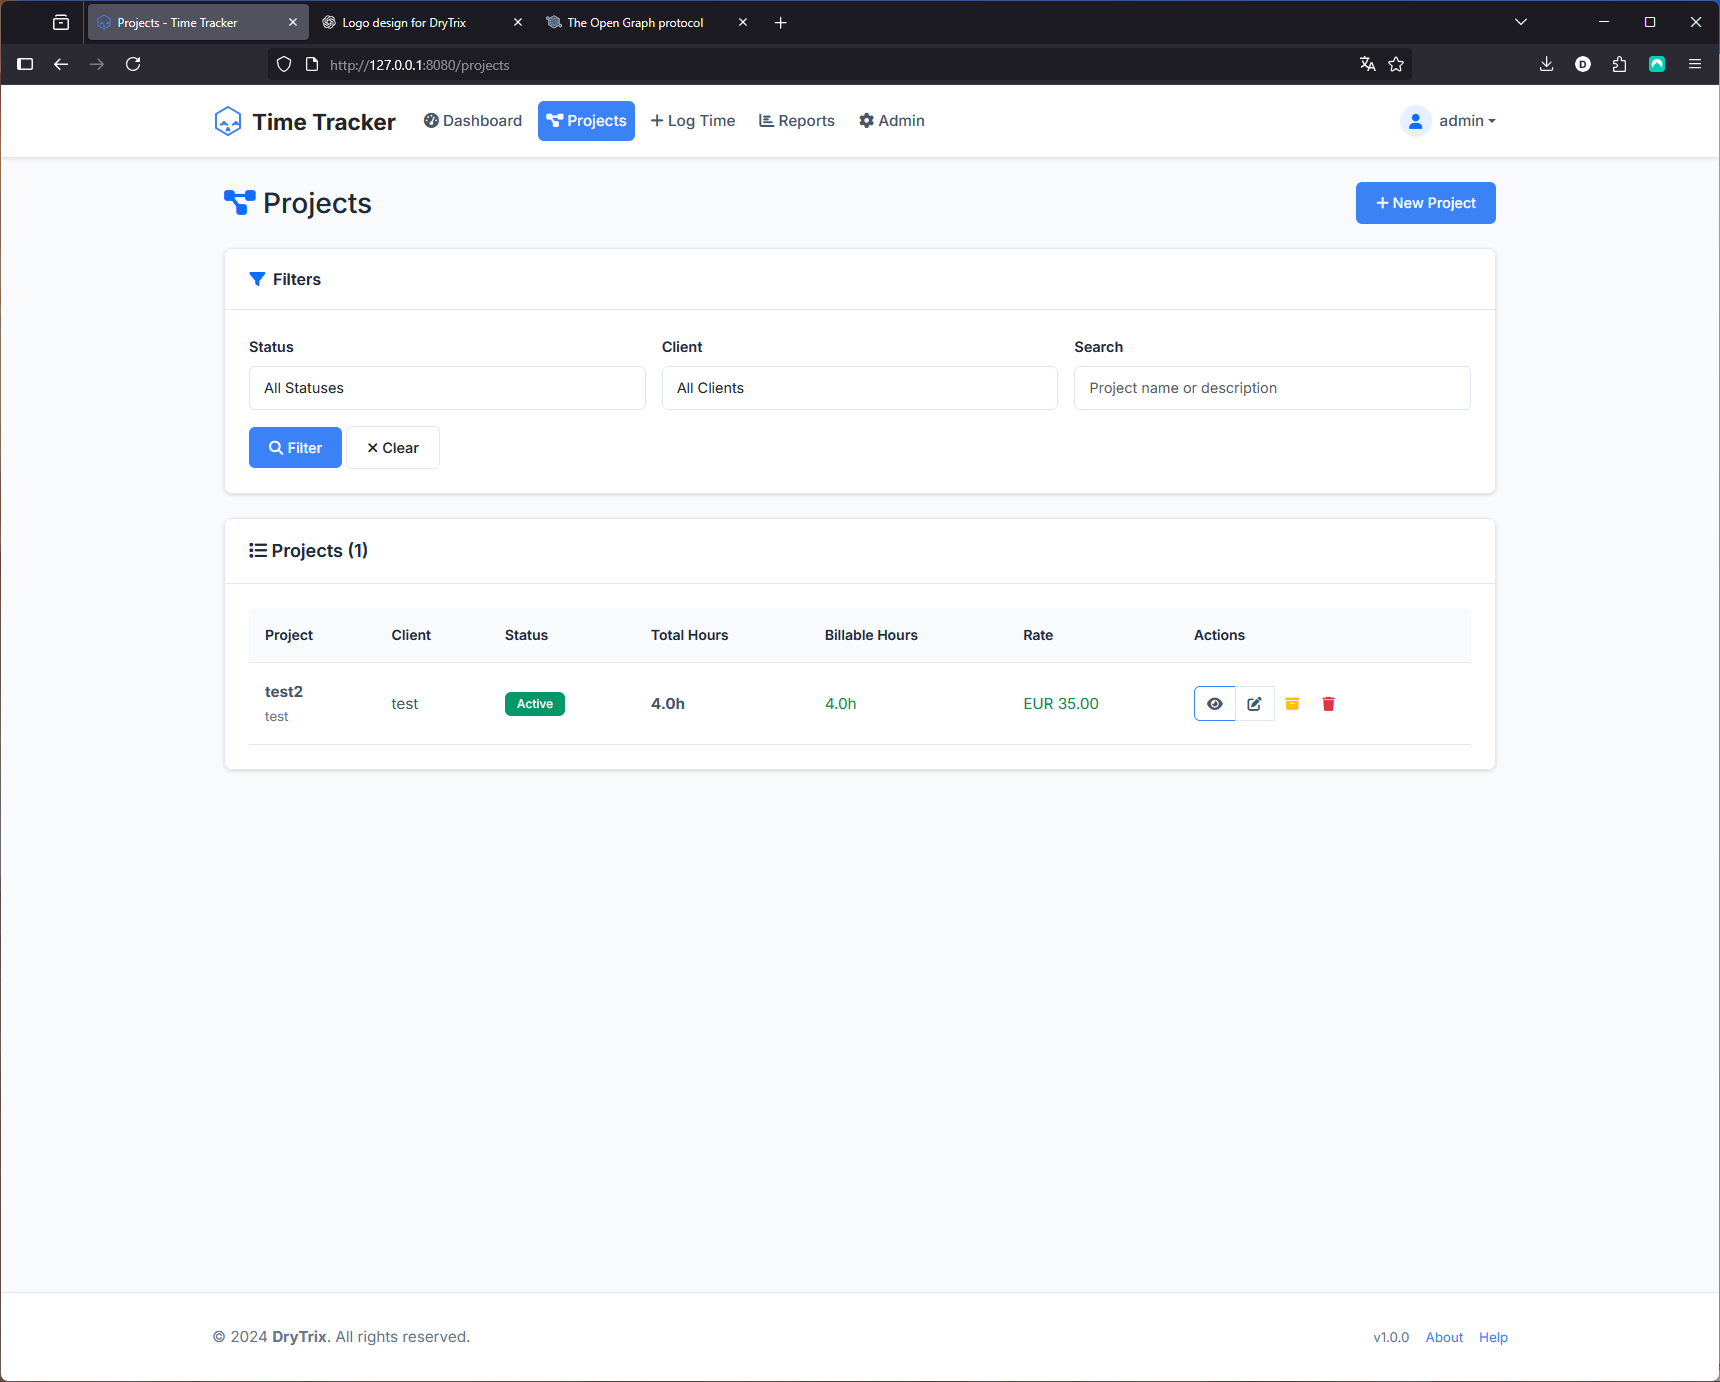 Projects - Time Tracker
Logo design for DryTrix
The Open Graph protocol
http://127.0.0.1:8080/projects
D
Time Tracker
Dashboard
Projects
Log Time
Reports
Admin
admin
Projects
New Project
Filters
Status
Client
Search
All Statuses
All Clients
Project name or description
Filter
Clear
Projects (1)
Project Client Status Total Hours Billable Hours Rate Actions
test2
test
test Active 4.0h 4.0h EUR 35.00
© 2024 DryTrix. All rights reserved.
v1.0.0 About Help